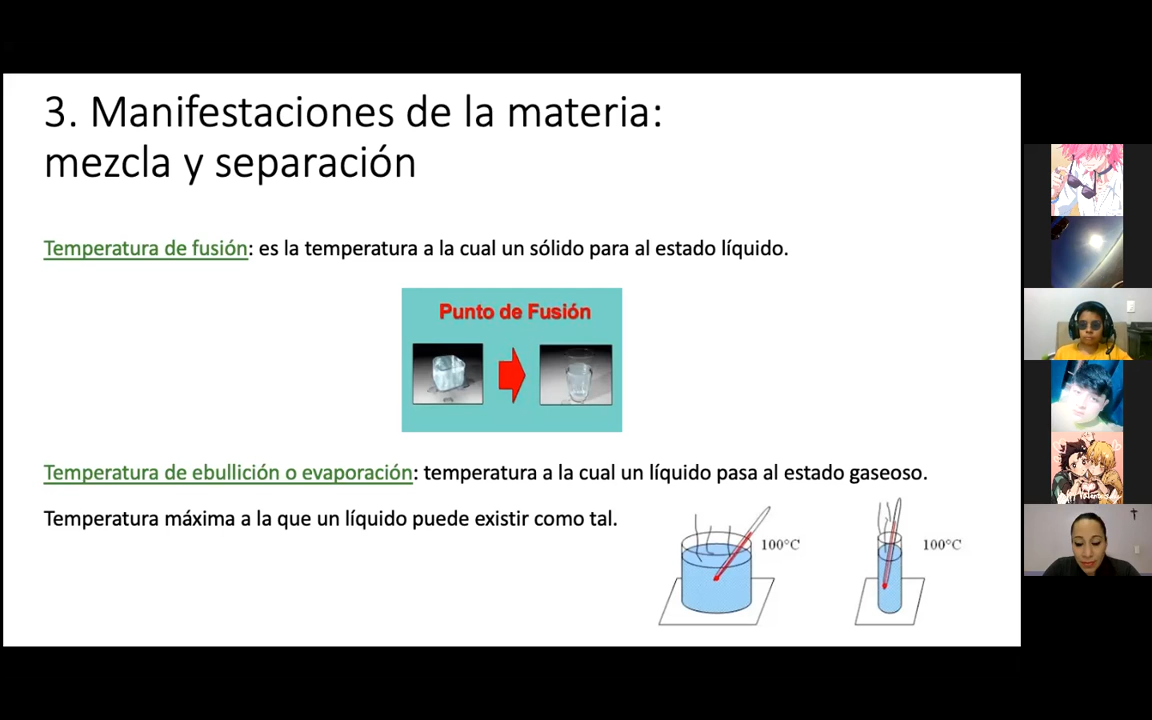 3. Manifestaciones de la materia:
mezcla y separación
Temperatura de fusión: es la temperatura a la cual un sólido para al estado líquido.
Punto de Fusión
Temperatura de ebullición o evaporación: temperatura a la cual un líquido pasa al estado gaseoso.
Temperatura máxima a la que un líquido puede existir como tal.
100°C
100°C